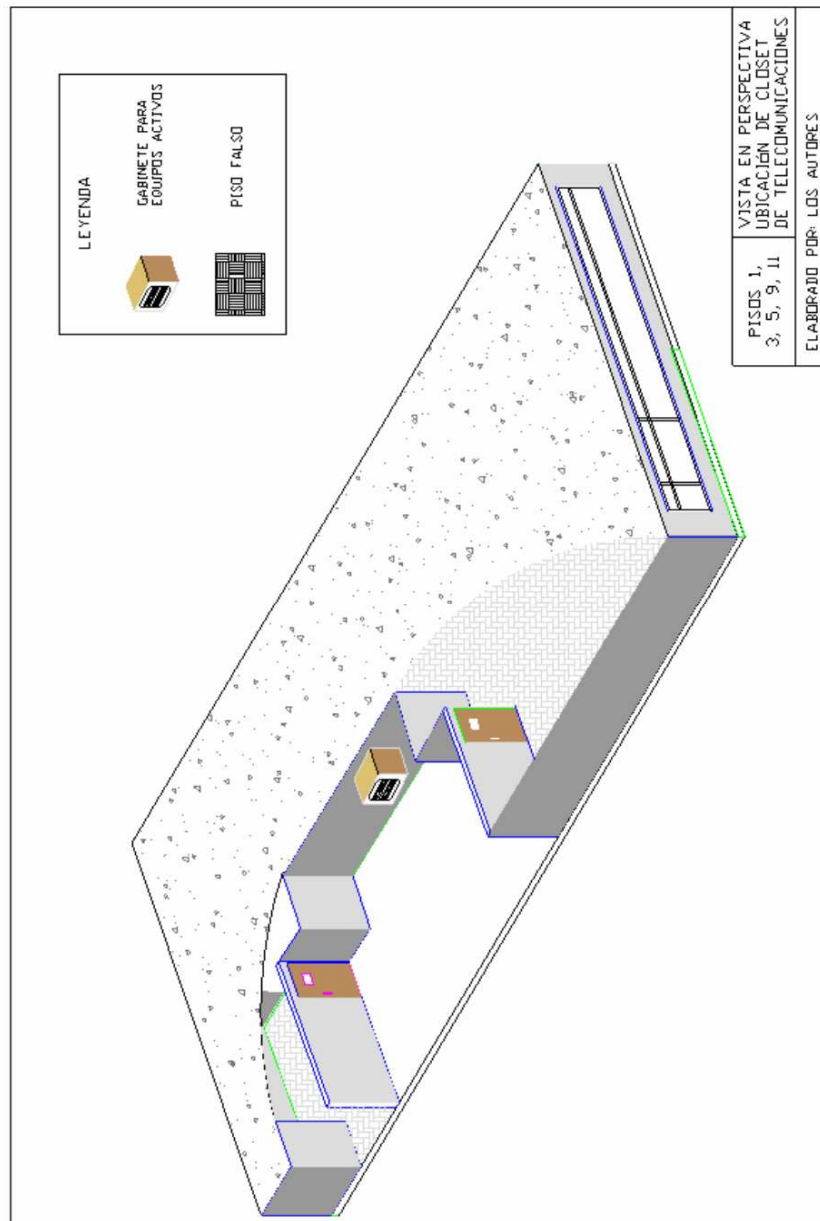 LEYENDA
GABINETE PARA
EQUIPOS ACTIVOS
PISO FALSO
PISOS 1,
3, 5, 9, 11
VISTA EN PERSPECTIVA
UBICACIÓN DE CLOSET
DE TELECOMUNICACIONES
ELABORADO POR: LOS AUTORES